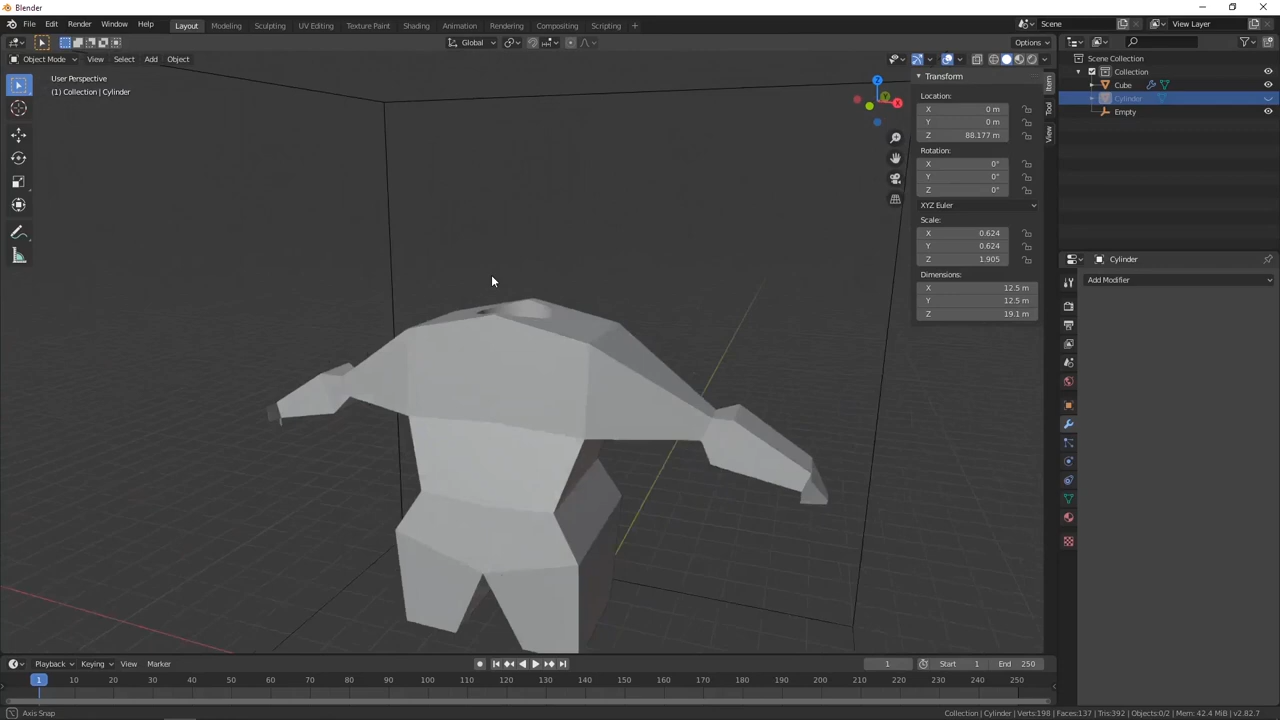 Blender
File Edit Render Window Help Layout Modeling Sculpting UV Editing Texture Paint Shading Animation Rendering Compositing Scripting + Scene View Layer
Global Options
Object Mode View Select Add Object
User Perspective
(1) Collection | Cylinder
Z
Y
X
Transform
Location:
X 0 m
Y 0 m
Z 88.177 m
Rotation:
X 0°
Y 0°
Z 0°
XYZ Euler
Scale:
X 0.624
Y 0.624
Z 1.905
Dimensions:
X 12.5 m
Y 12.5 m
Z 19.1 m
Item
Tool
View
Scene Collection
Collection
Cube
Cylinder
Empty
Cylinder
Add Modifier
Playback Keying View Marker 1 Start 1 End 250
1 10 20 30 40 50 60 70 80 90 100 110 120 130 140 150 160 170 180 190 200 210 220 230 240 250
Axis Snap Collection | Cylinder | Verts:198 | Faces:137 | Tris:392 | Objects:0/2 | Mem: 42.4 MiB | v2.82.7